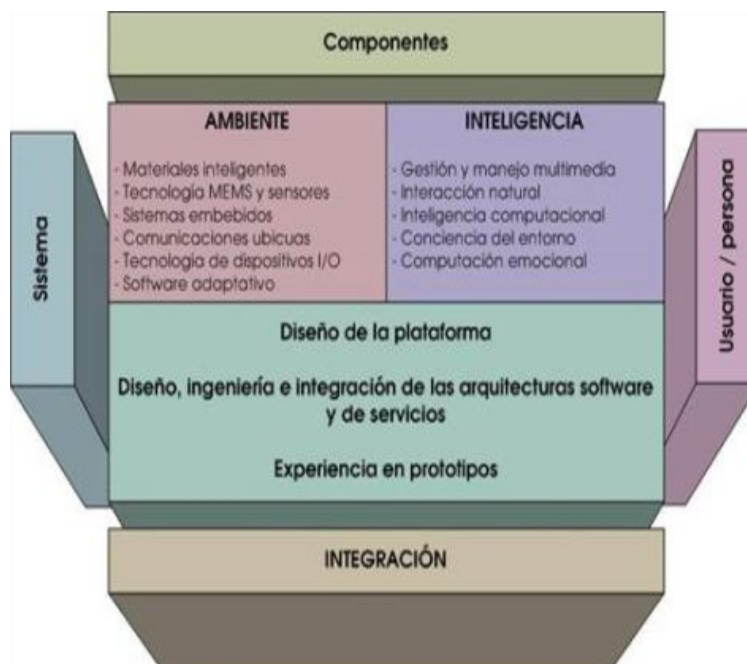 Componentes
AMBIENTE
- Materiales inteligentes
- Tecnología MEMS y sensores
- Sistemas embebidos
- Comunicaciones ubicuas
- Tecnología de dispositivos I/O
- Software adaptativo
INTELIGENCIA
- Gestión y manejo multimedia
- Interacción natural
- Inteligencia computacional
- Conciencia del entorno
- Computación emocional
Sistema
Usuario / persona
Diseño de la plataforma
Diseño, ingeniería e integración de las arquitecturas software
y de servicios
Experiencia en prototipos
INTEGRACIÓN